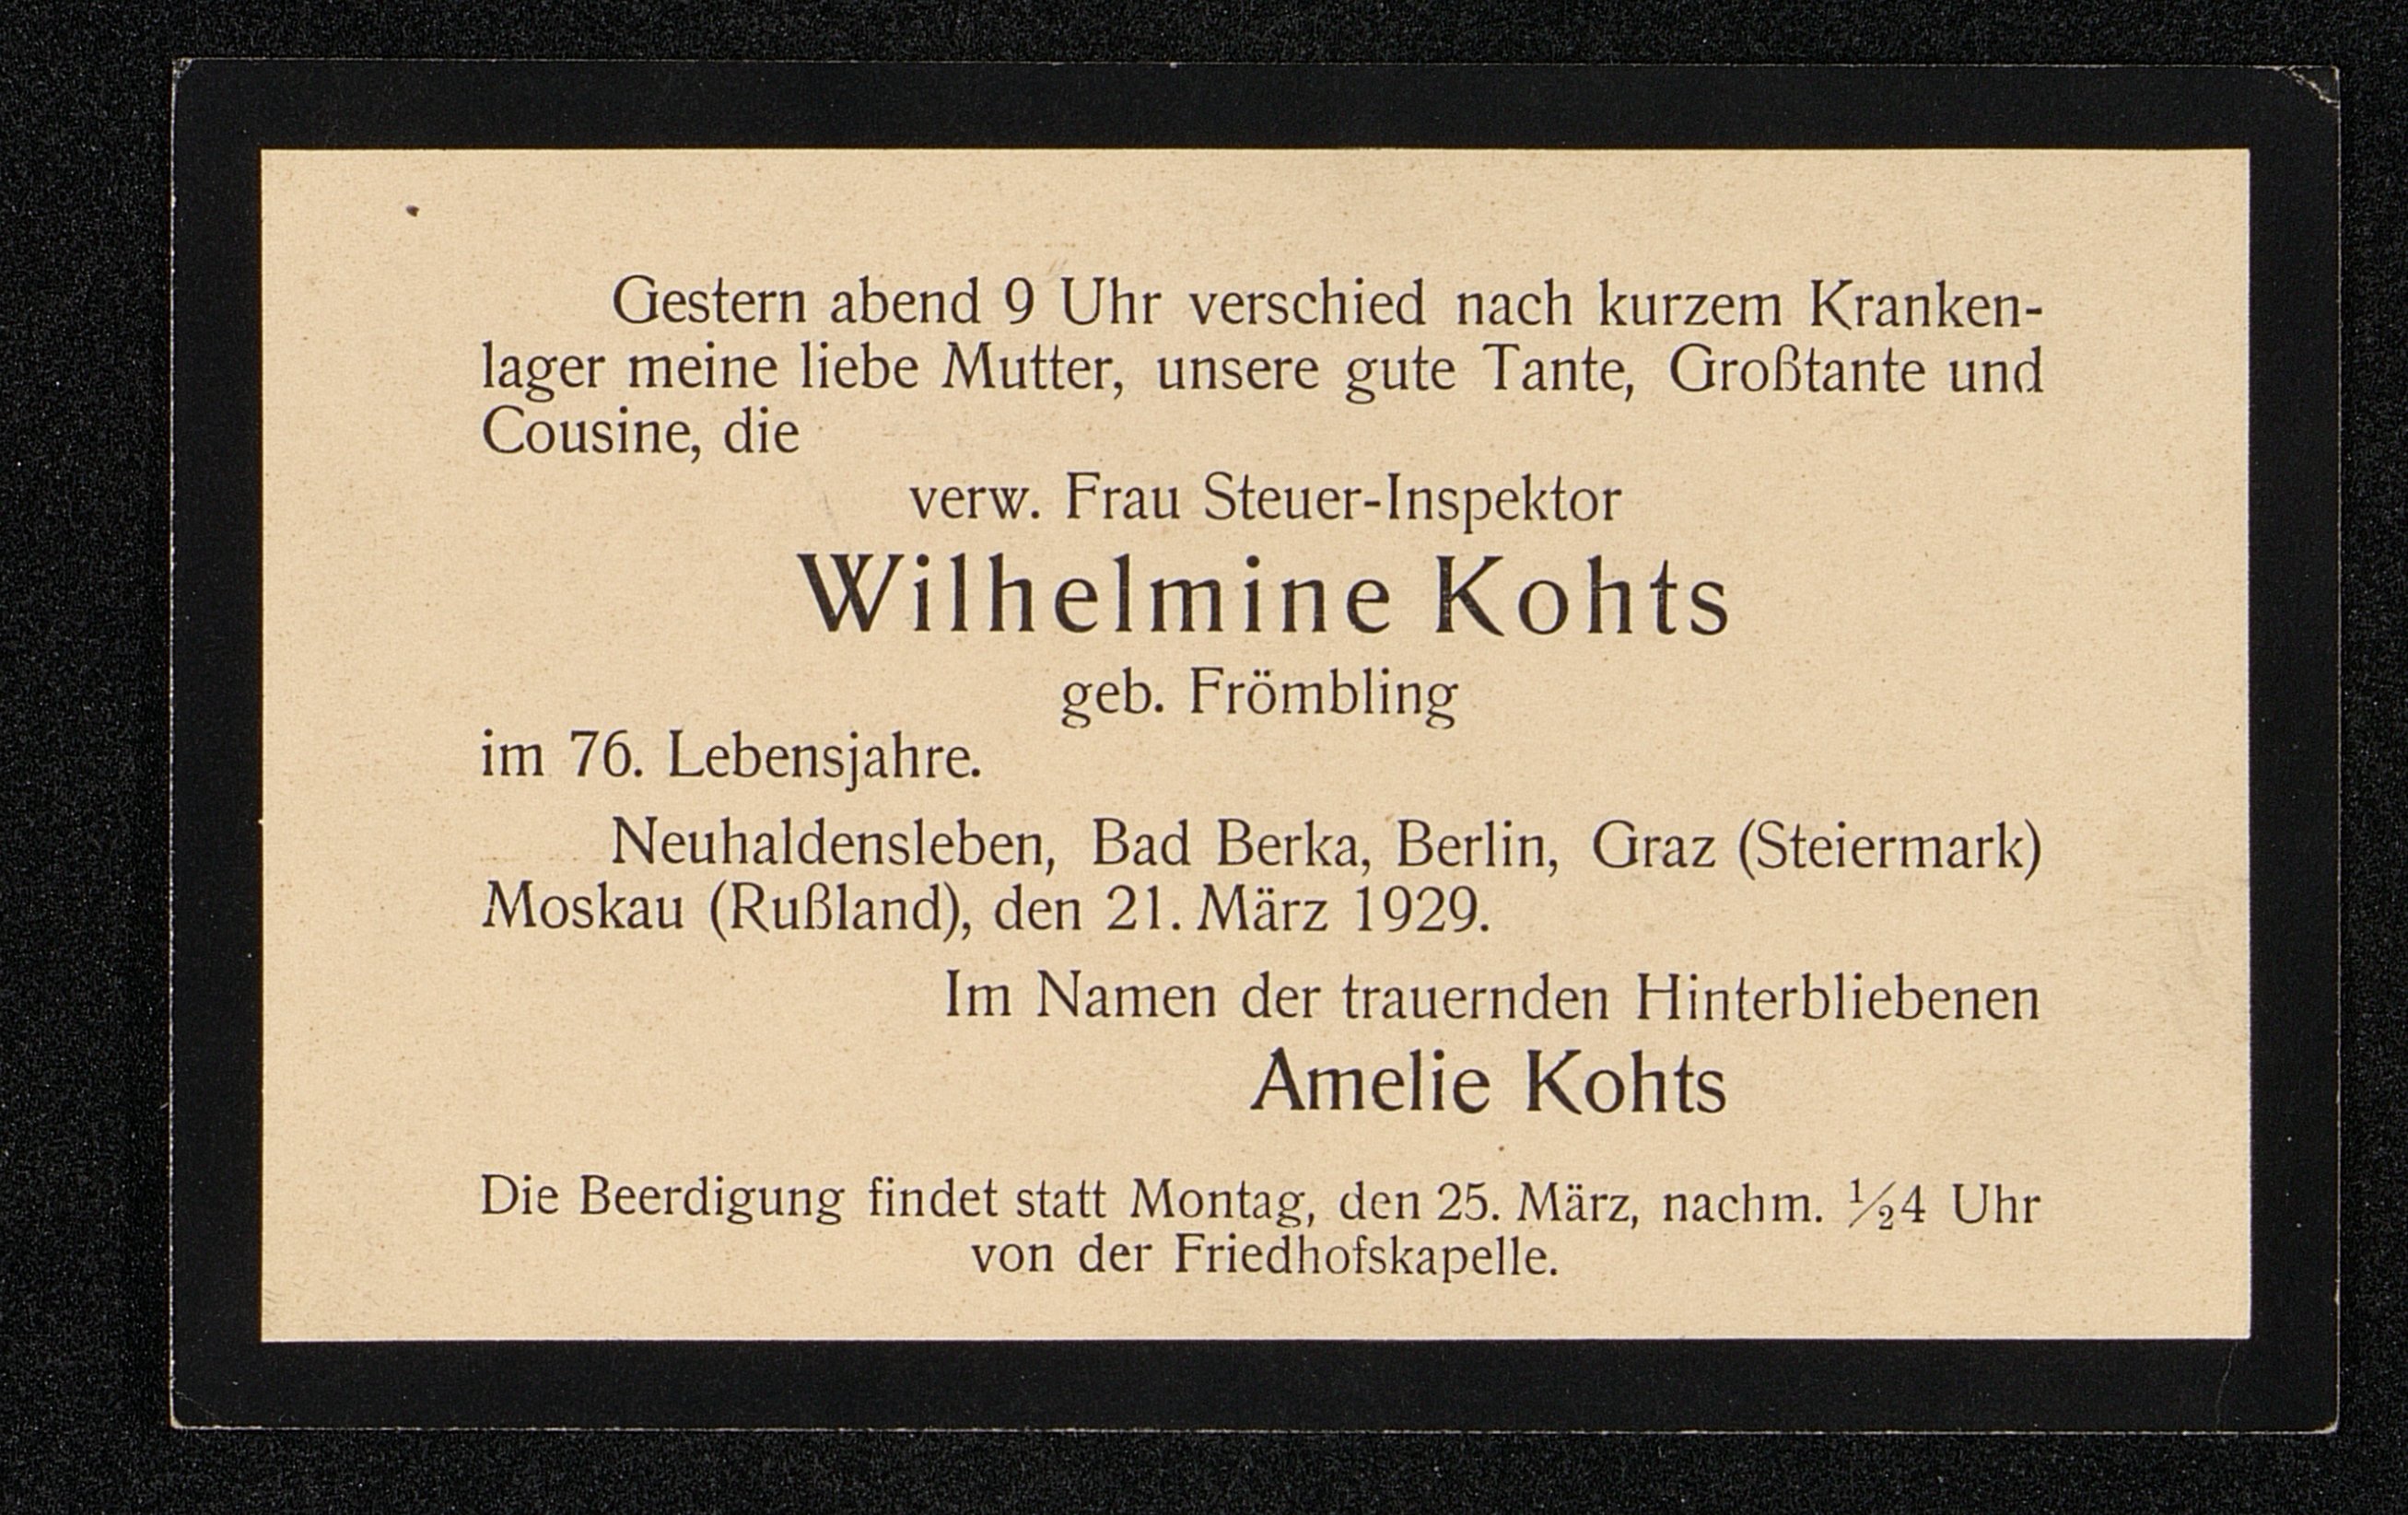 Gestern abend 9 Uhr verschied nach kurzem Kranken-
lager meine liebe Mutter, unsere gute Tante, Großtante und
Cousine, die
verw. Frau Steuer-Inspektor
Wilhelmine Kohts
geb. Frömbling
im 76. Lebensjahre.
Neuhaldensleben, Bad Berka, Berlin, Graz (Steiermark)
Moskau (Rußland), den 21. März 1929.
Im Namen der trauernden Hinterbliebenen
Amelie Kohts
Die Beerdigung findet statt Montag, den 25. März, nachm. ½4 Uhr
von der Friedhofskapelle.